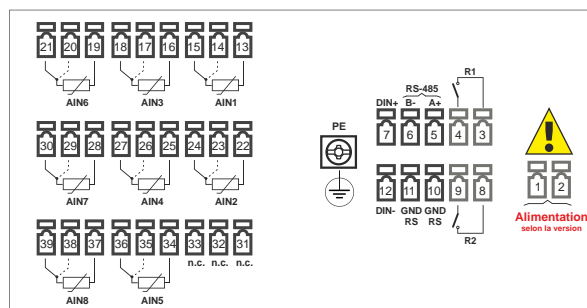 21 20 19 18 17 16 15 14 13
AIN6 AIN3 AIN1
30 29 28 27 26 25 24 23 22
AIN7 AIN4 AIN2
39 38 37 36 35 34 33 32 31
n.c. n.c. n.c.
AIN8 AIN5
PE
R1
RS-485
DIN+ B- A+
7 6 5 4 3
12 11 10 9 8
DIN- GND GND
RS RS
R2
1 2
Alimentation
selon la version